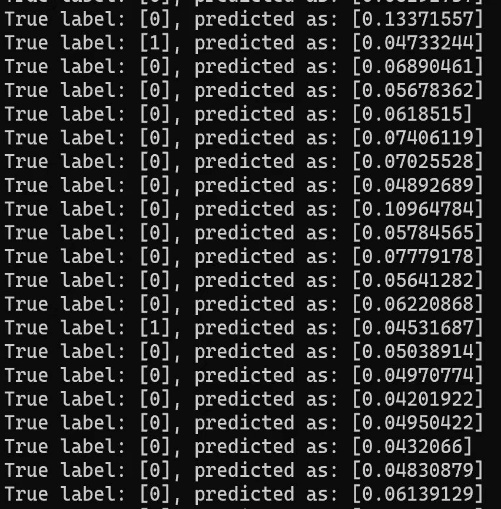 True label: [0], predicted as: [0.13371557]
True label: [1], predicted as: [0.04733244]
True label: [0], predicted as: [0.06890461]
True label: [0], predicted as: [0.05678362]
True label: [0], predicted as: [0.0618515]
True label: [0], predicted as: [0.07406119]
True label: [0], predicted as: [0.07025528]
True label: [0], predicted as: [0.04892689]
True label: [0], predicted as: [0.10964784]
True label: [0], predicted as: [0.05784565]
True label: [0], predicted as: [0.07779178]
True label: [0], predicted as: [0.05641282]
True label: [0], predicted as: [0.06220868]
True label: [1], predicted as: [0.04531687]
True label: [0], predicted as: [0.05038914]
True label: [0], predicted as: [0.04970774]
True label: [0], predicted as: [0.04201922]
True label: [0], predicted as: [0.04950422]
True label: [0], predicted as: [0.0432066]
True label: [0], predicted as: [0.04830879]
True label: [0], predicted as: [0.06139129]